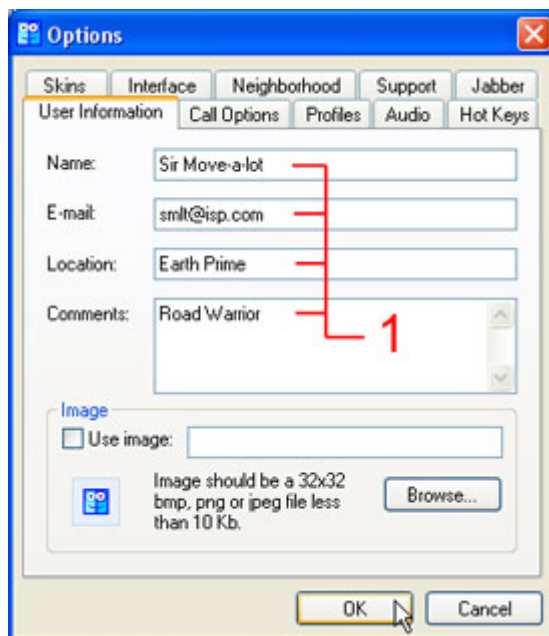 Options
Skins Interface Neighborhood Support Jabber
User Information Call Options Profiles Audio Hot Keys
Name: Sir Move-a-lot
E-mail: smlt@isp.com
Location: Earth Prime
Comments: Road Warrior
1
Image
Use image:
Image should be a 32x32
bmp, png or jpeg file less
than 10 Kb.
Browse...
OK Cancel